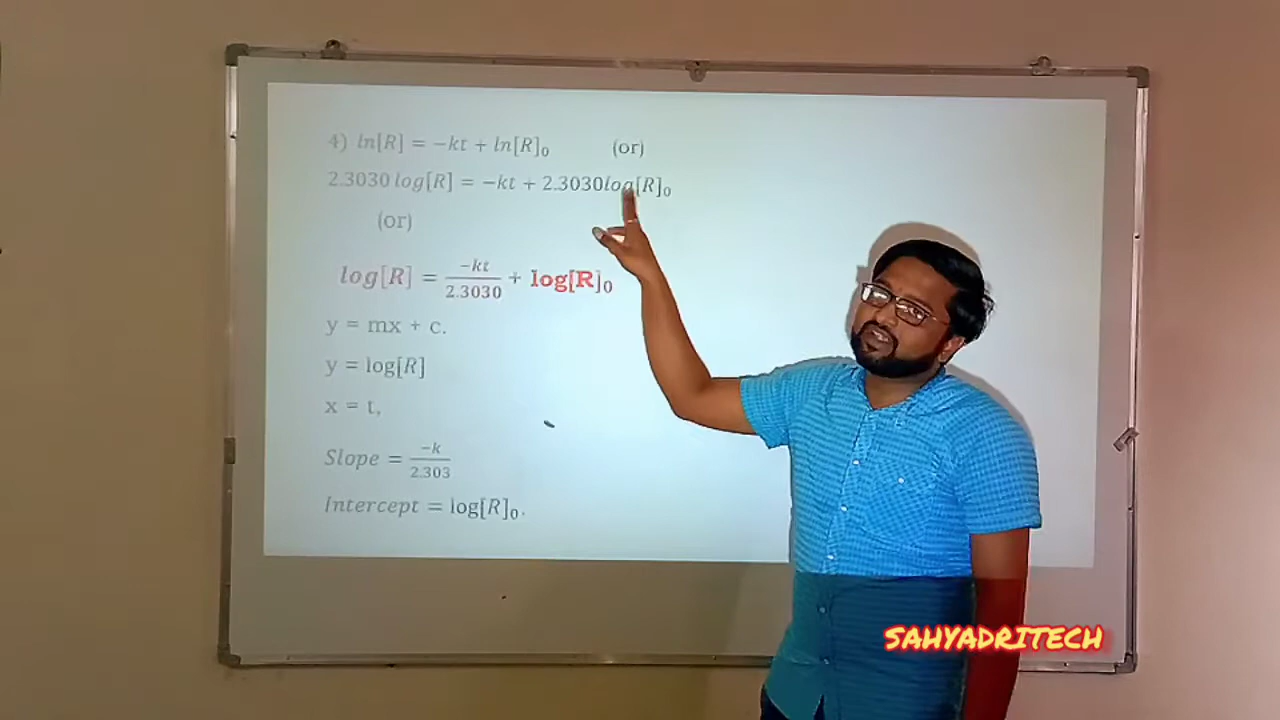 4) ln[R] = −kt + ln[R]₀ (or)
2.3030 log[R] = −kt + 2.3030log[R]₀
(or)
log[R] = −kt/2.3030 + log[R]₀
y = mx + c.
y = log[R]
x = t,
Slope = −k/2.303
Intercept = log[R]₀.
SAHYADRITECH